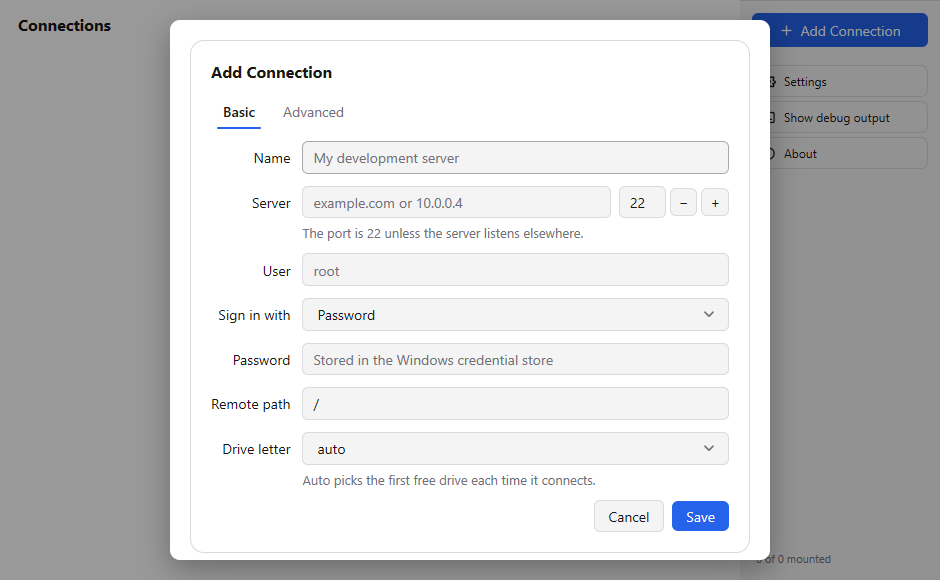 Connections
+ Add Connection
Settings
Show debug output
About
Add Connection
Basic
Advanced
Name
My development server
Server
example.com or 10.0.0.4
22
−
+
The port is 22 unless the server listens elsewhere.
User
root
Sign in with
Password
Password
Stored in the Windows credential store
Remote path
/
Drive letter
auto
Auto picks the first free drive each time it connects.
Cancel
Save
of 0 mounted